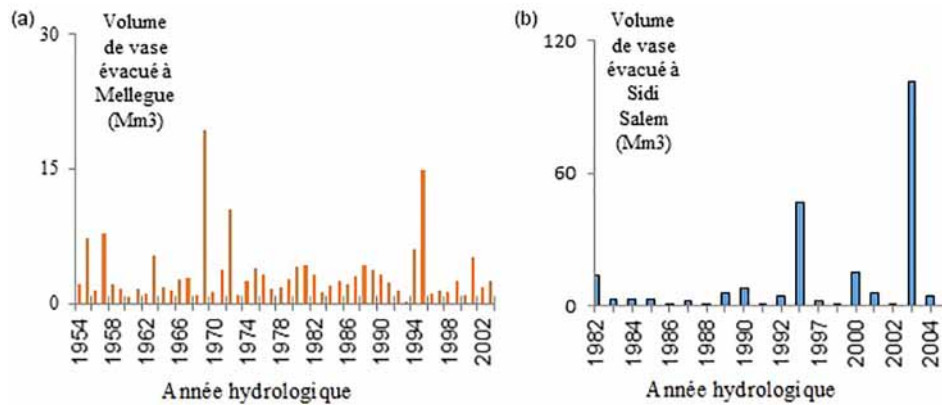 (a)
Volume
de vase
évacué à
Mellegue
(Mm3)
30
15
0
1954
1958
1962
1966
1970
1974
1978
1982
1986
1990
1994
1998
2002
Année hydrologique
(b)
Volume
de vase
évacué à
Sidi
Salem
(Mm3)
120
60
0
1982
1984
1986
1988
1990
1992
1997
2000
2002
2004
Année hydrologique